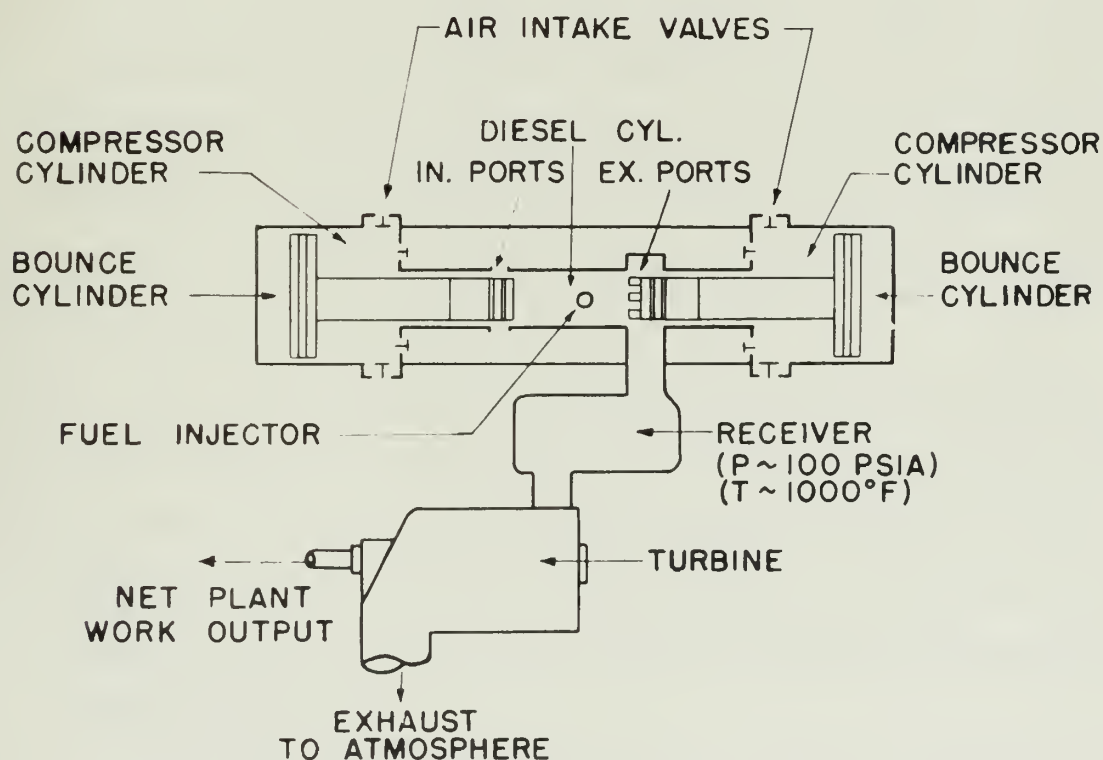 AIR INTAKE VALVES
COMPRESSOR
CYLINDER
DIESEL CYL.
IN. PORTS EX. PORTS
COMPRESSOR
CYLINDER
BOUNCE
CYLINDER
BOUNCE
CYLINDER
FUEL INJECTOR
RECEIVER
(P ~ 100 PSIA)
(T ~ 1000°F)
TURBINE
NET PLANT
WORK OUTPUT
EXHAUST
TO ATMOSPHERE